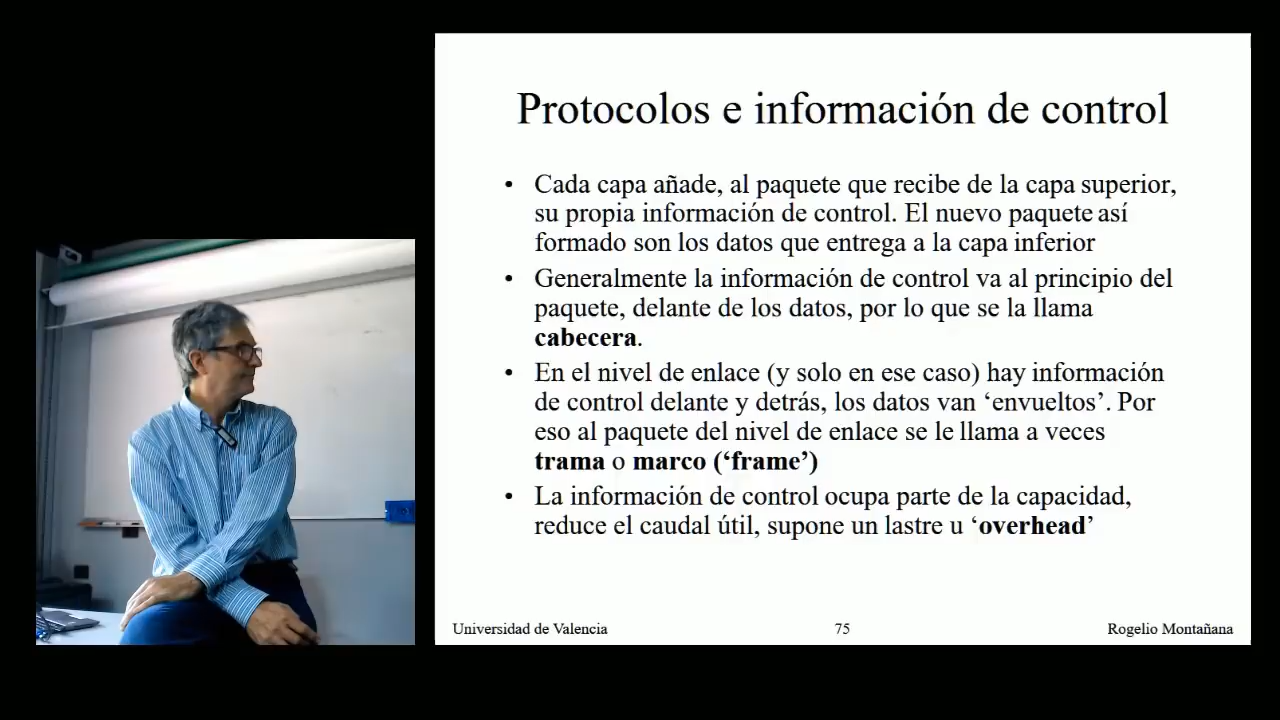 Protocolos e información de control
• Cada capa añade, al paquete que recibe de la capa superior,
su propia información de control. El nuevo paquete así
formado son los datos que entrega a la capa inferior
• Generalmente la información de control va al principio del
paquete, delante de los datos, por lo que se la llama
cabecera.
• En el nivel de enlace (y solo en ese caso) hay información
de control delante y detrás, los datos van ‘envueltos’. Por
eso al paquete del nivel de enlace se le llama a veces
trama o marco (‘frame’)
• La información de control ocupa parte de la capacidad,
reduce el caudal útil, supone un lastre u ‘overhead’
Universidad de Valencia
75
Rogelio Montañana